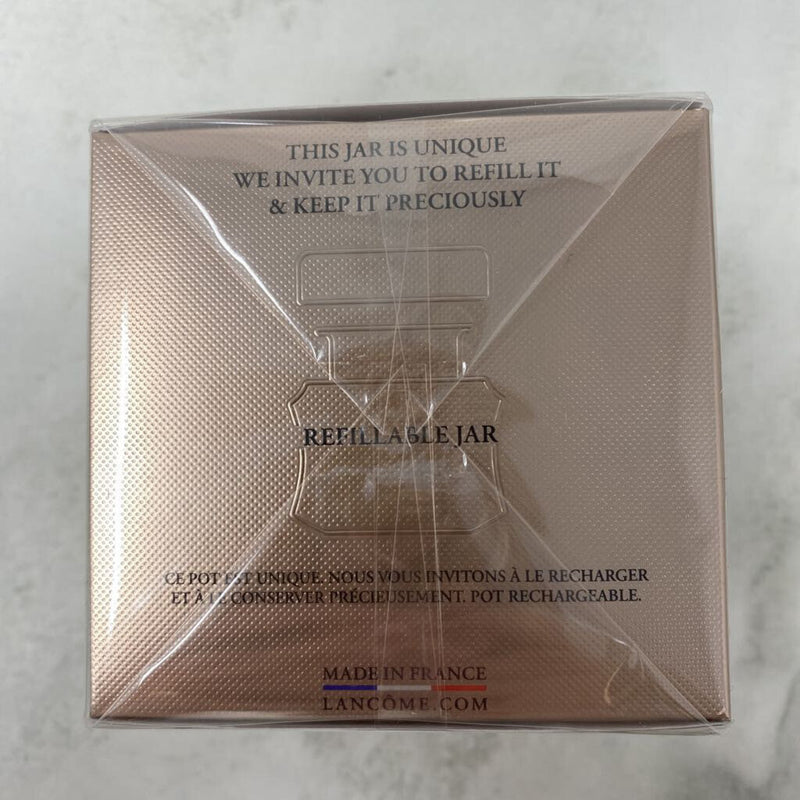 THIS JAR IS UNIQUE
WE INVITE YOU TO REFILL IT
& KEEP IT PRECIOUSLY
REFILLABLE JAR
CE POT EST UNIQUE. NOUS VOUS INVITONS À LE RECHARGER
ET À LE CONSERVER PRÉCIEUSEMENT. POT RECHARGEABLE.
MADE IN FRANCE
LANCÔME.COM